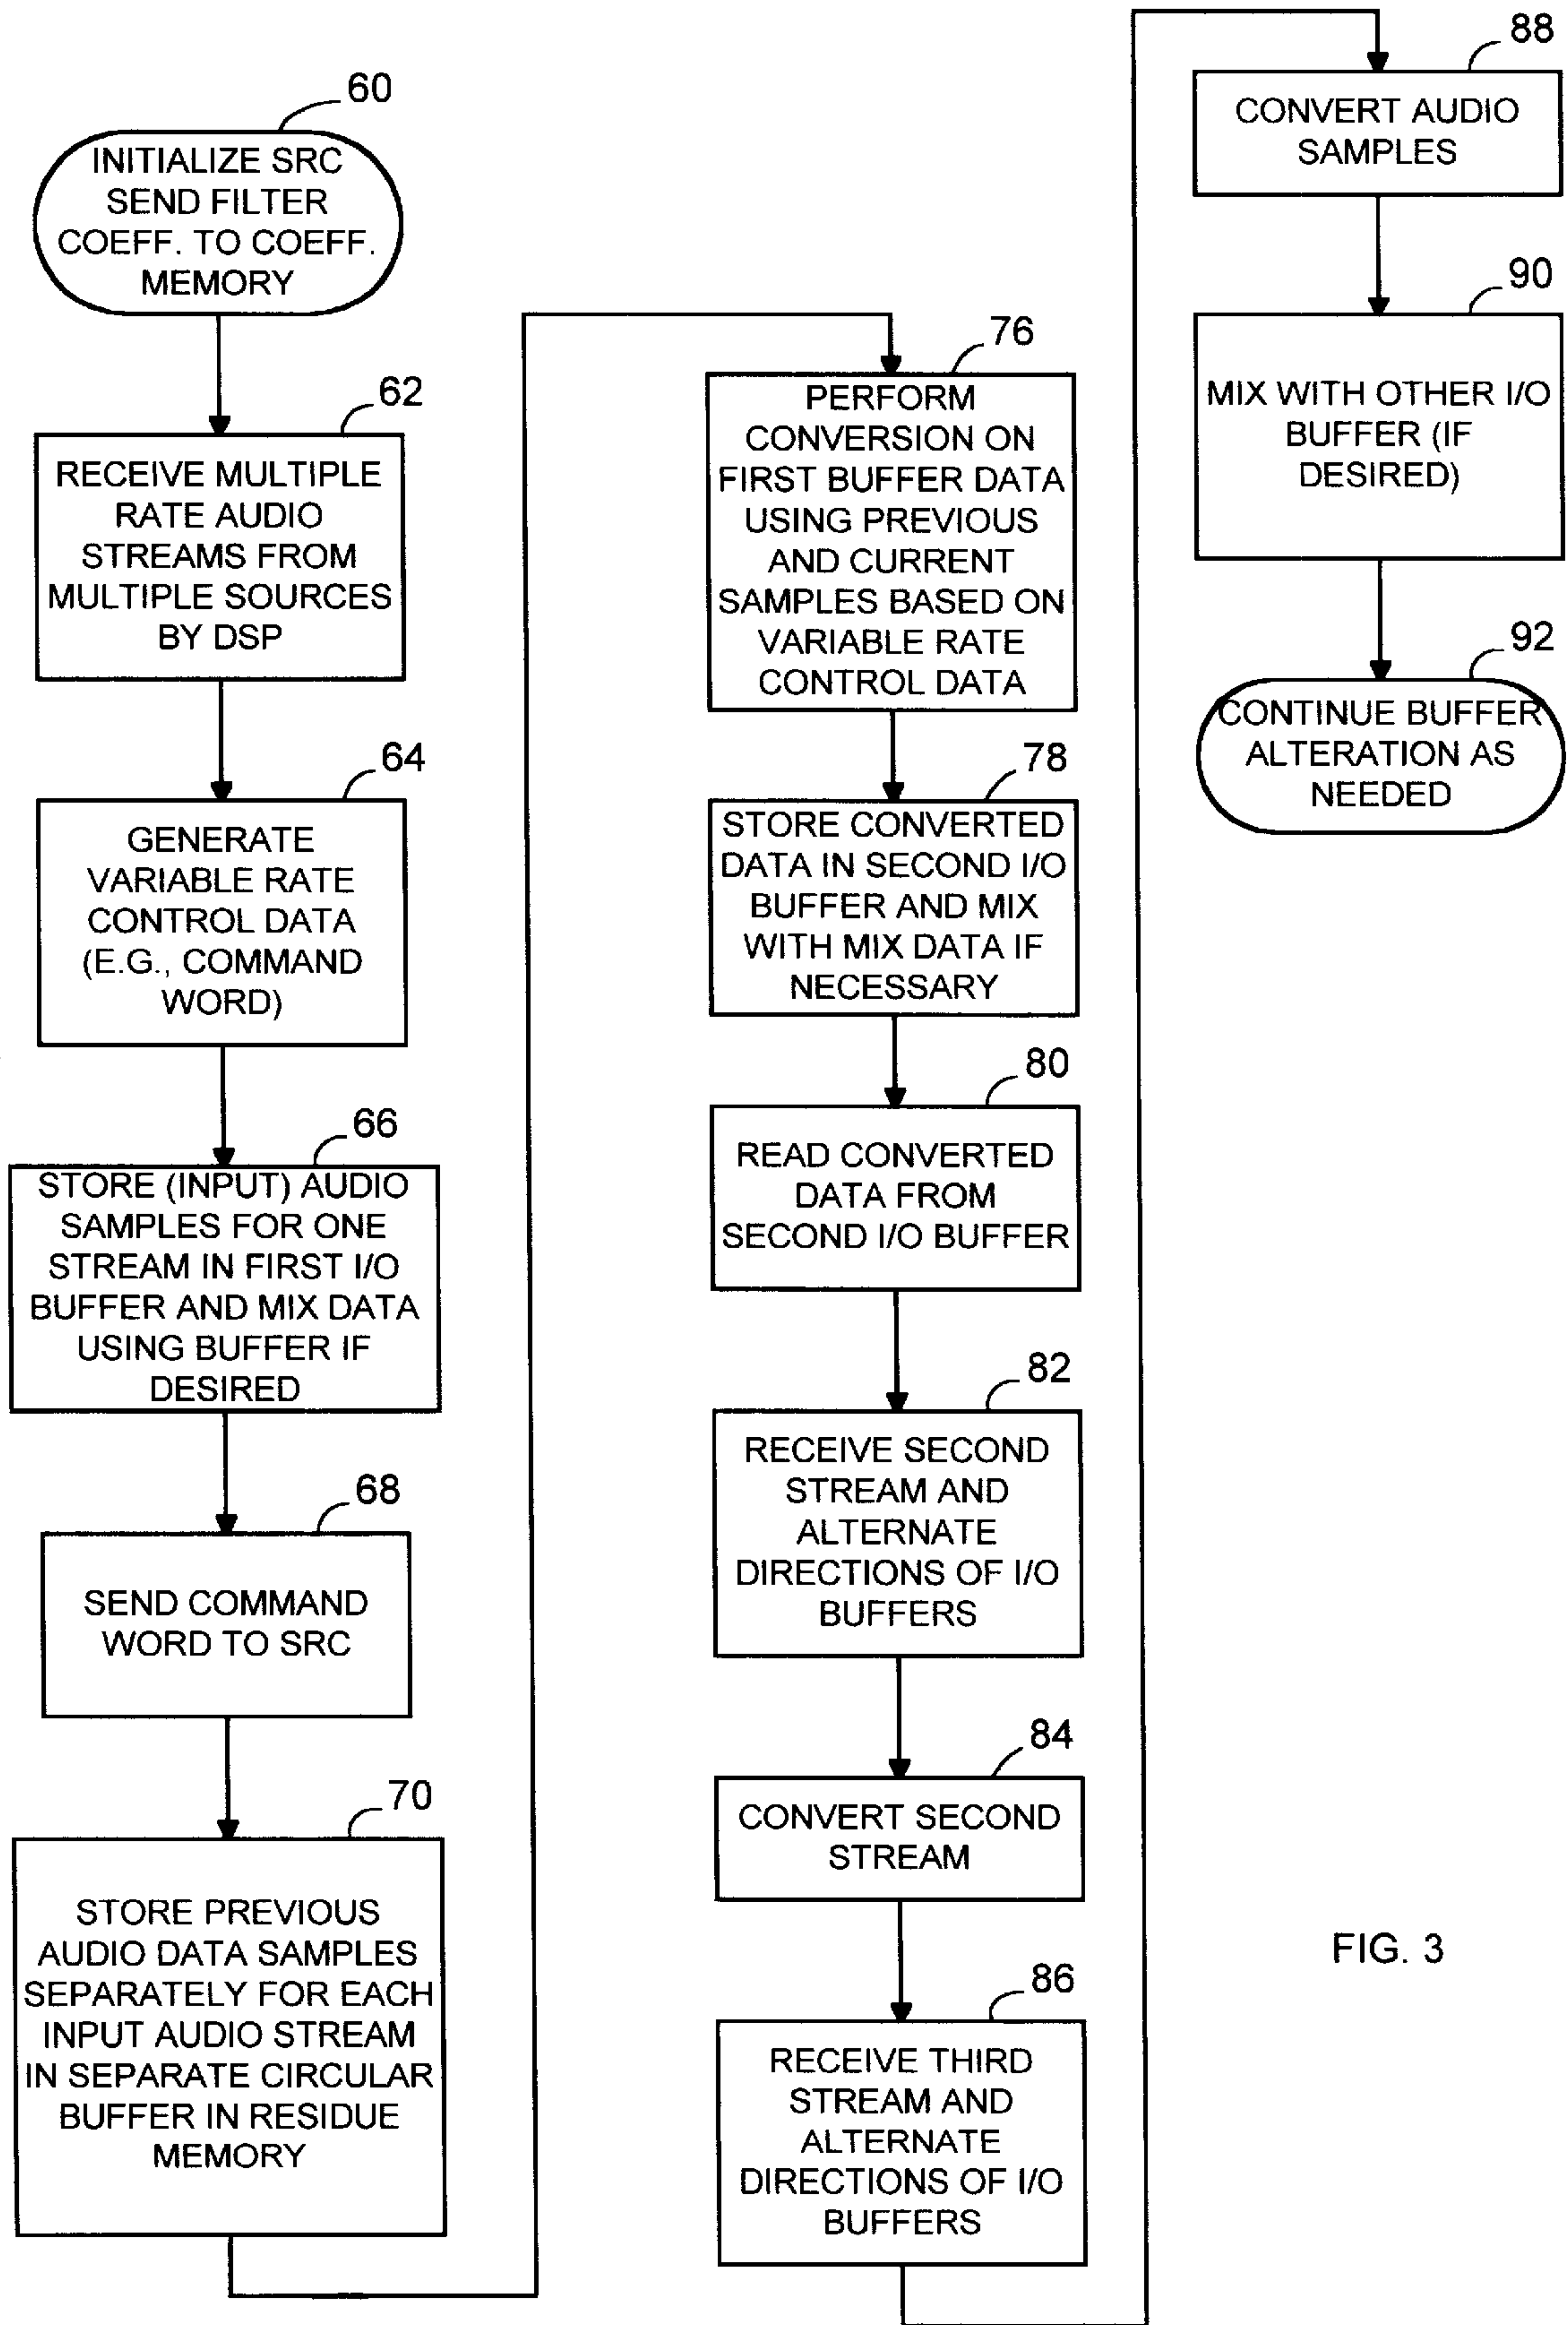 60
INITIALIZE SRC
SEND FILTER
COEFF. TO COEFF.
MEMORY
62
RECEIVE MULTIPLE
RATE AUDIO
STREAMS FROM
MULTIPLE SOURCES
BY DSP
64
GENERATE
VARIABLE RATE
CONTROL DATA
(E.G., COMMAND
WORD)
66
STORE (INPUT) AUDIO
SAMPLES FOR ONE
STREAM IN FIRST I/O
BUFFER AND MIX DATA
USING BUFFER IF
DESIRED
68
SEND COMMAND
WORD TO SRC
70
STORE PREVIOUS
AUDIO DATA SAMPLES
SEPARATELY FOR EACH
INPUT AUDIO STREAM
IN SEPARATE CIRCULAR
BUFFER IN RESIDUE
MEMORY
76
PERFORM
CONVERSION ON
FIRST BUFFER DATA
USING PREVIOUS
AND CURRENT
SAMPLES BASED ON
VARIABLE RATE
CONTROL DATA
78
STORE CONVERTED
DATA IN SECOND I/O
BUFFER AND MIX
WITH MIX DATA IF
NECESSARY
80
READ CONVERTED
DATA FROM
SECOND I/O BUFFER
82
RECEIVE SECOND
STREAM AND
ALTERNATE
DIRECTIONS OF I/O
BUFFERS
84
CONVERT SECOND
STREAM
86
RECEIVE THIRD
STREAM AND
ALTERNATE
DIRECTIONS OF I/O
BUFFERS
88
CONVERT AUDIO
SAMPLES
90
MIX WITH OTHER I/O
BUFFER (IF
DESIRED)
92
CONTINUE BUFFER
ALTERATION AS
NEEDED
FIG. 3